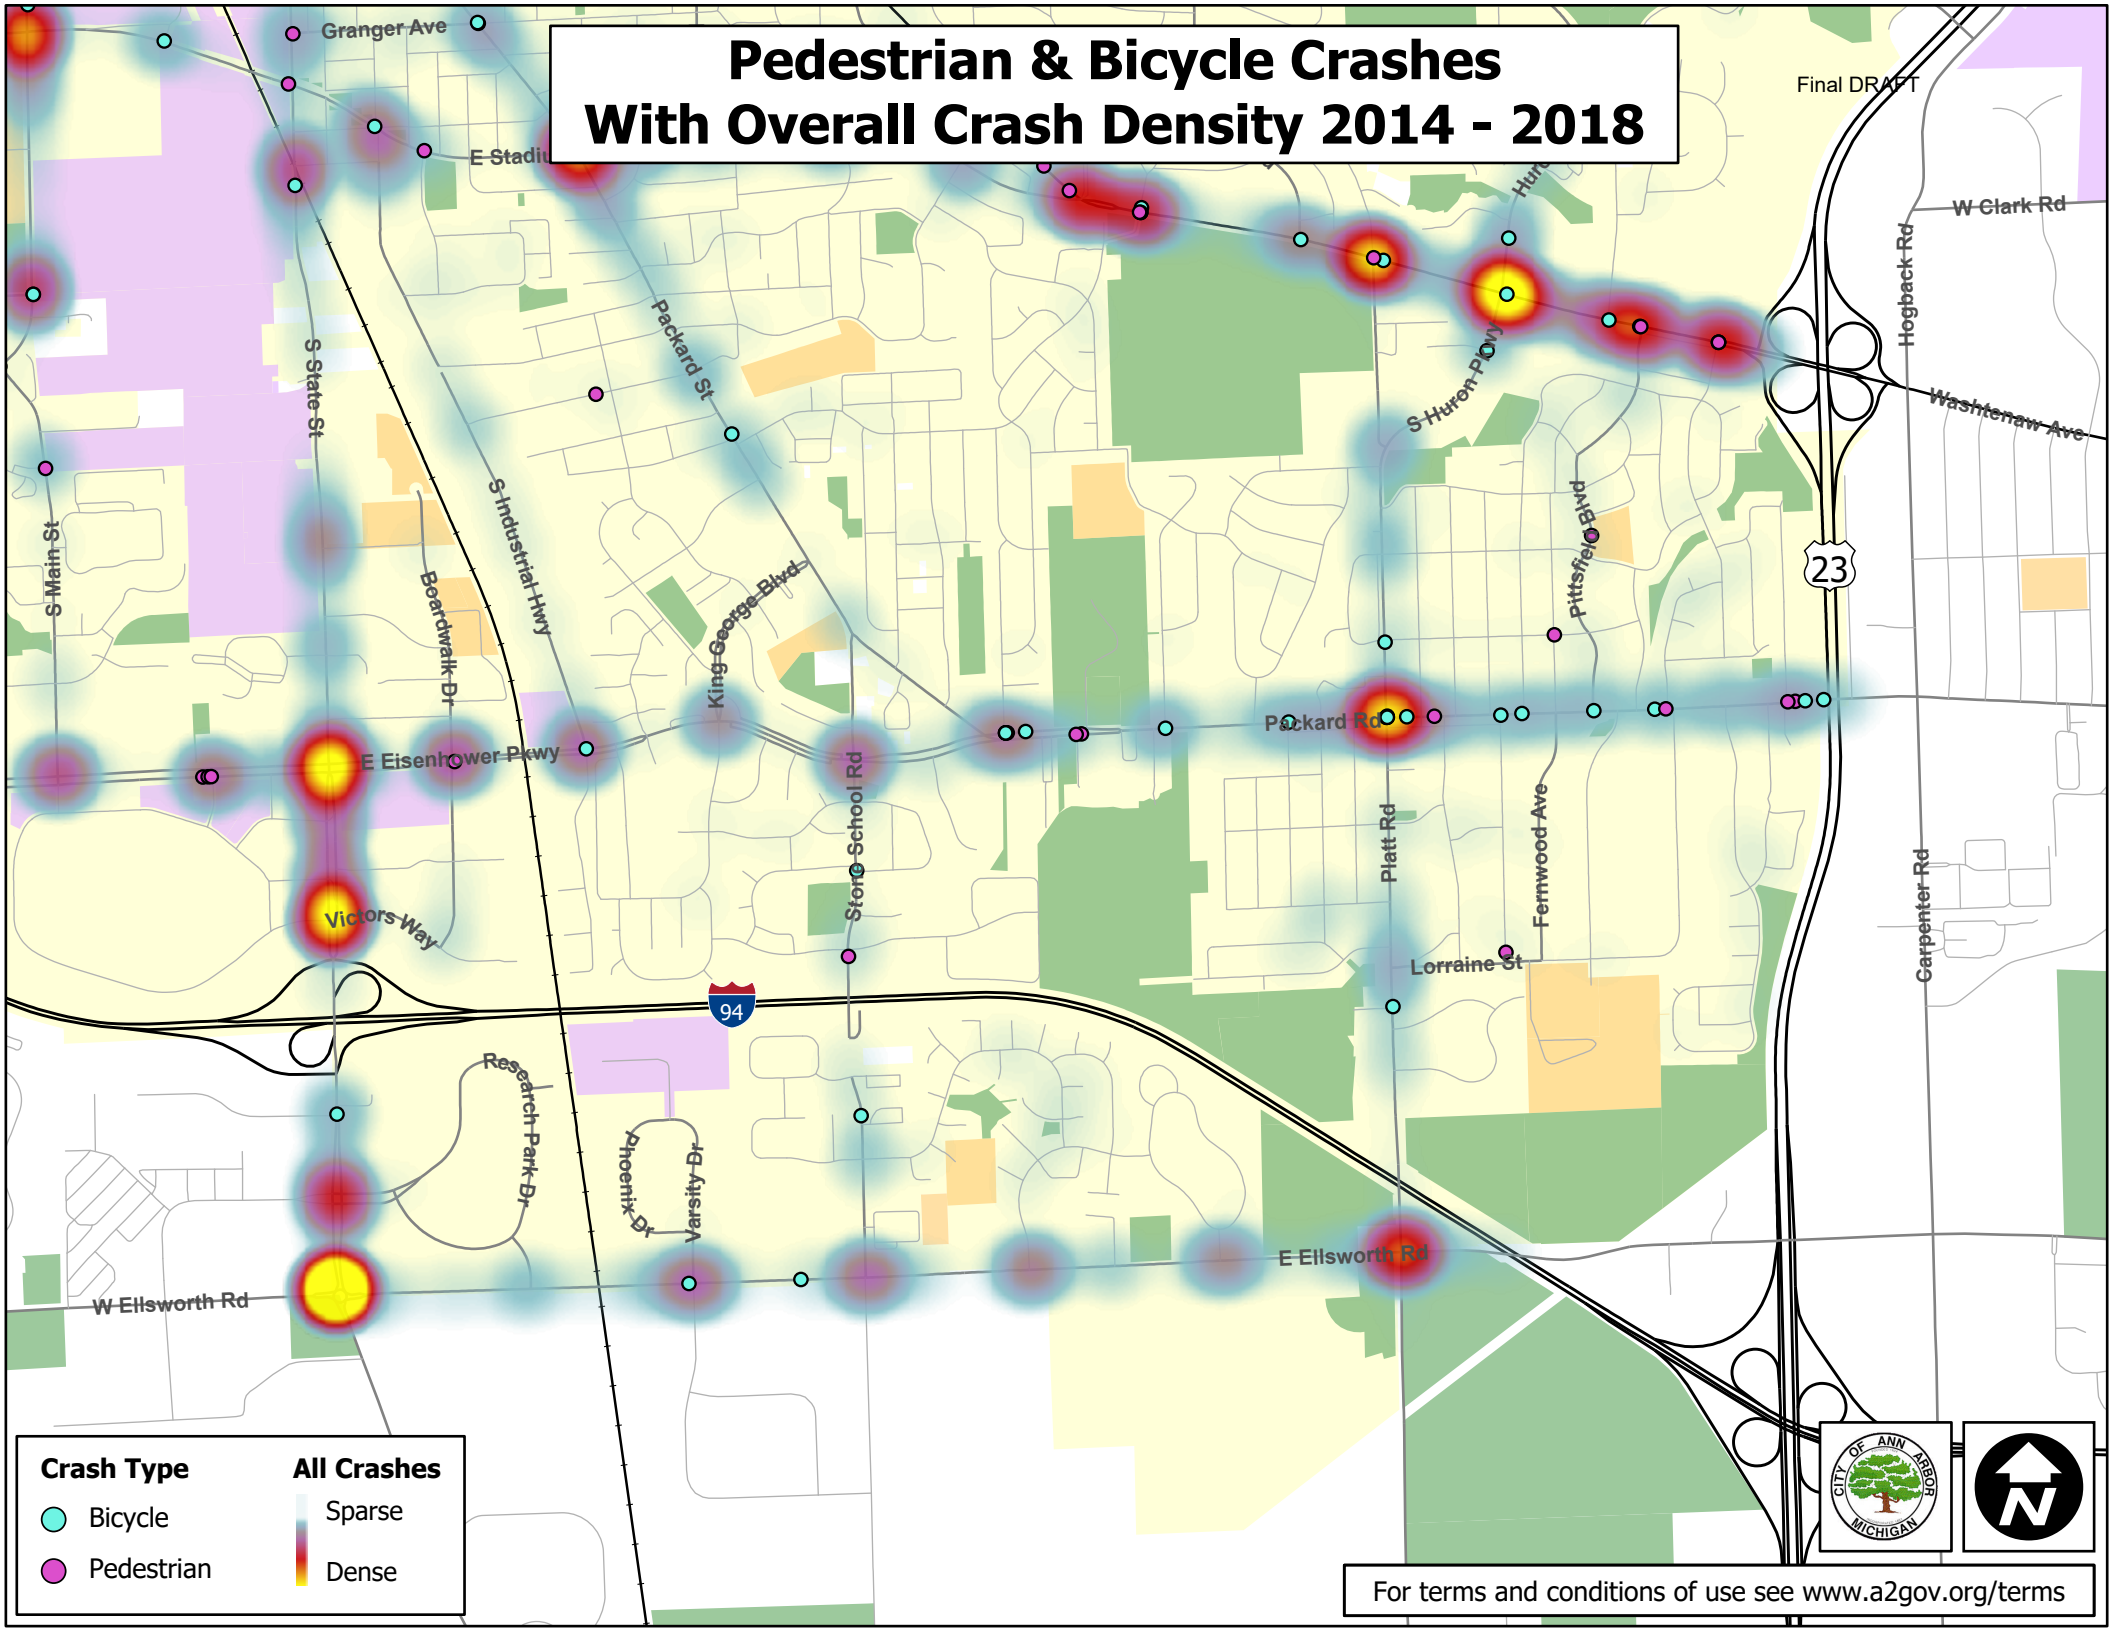 Pedestrian & Bicycle Crashes
With Overall Crash Density 2014 - 2018
Final DRAFT
Granger Ave
E Stadiu
Huro
W Clark Rd
Hogback Rd
Washtenaw Ave
S State St
Packard St
S Huron Pkwy
S Main St
S Industrial Hwy
Boardwalk Dr
King George Blvd
Pittsfield Blvd
23
E Eisenhower Pkwy
Packard Rd
Stone School Rd
Platt Rd
Fernwood Ave
Carpenter Rd
Victors Way
Lorraine St
94
Research Park Dr
Phoenix Dr
Varsity Dr
E Ellsworth Rd
W Ellsworth Rd
Crash Type
Bicycle
Pedestrian
All Crashes
Sparse
Dense
CITY OF ANN ARBOR
MICHIGAN
N
For terms and conditions of use see www.a2gov.org/terms